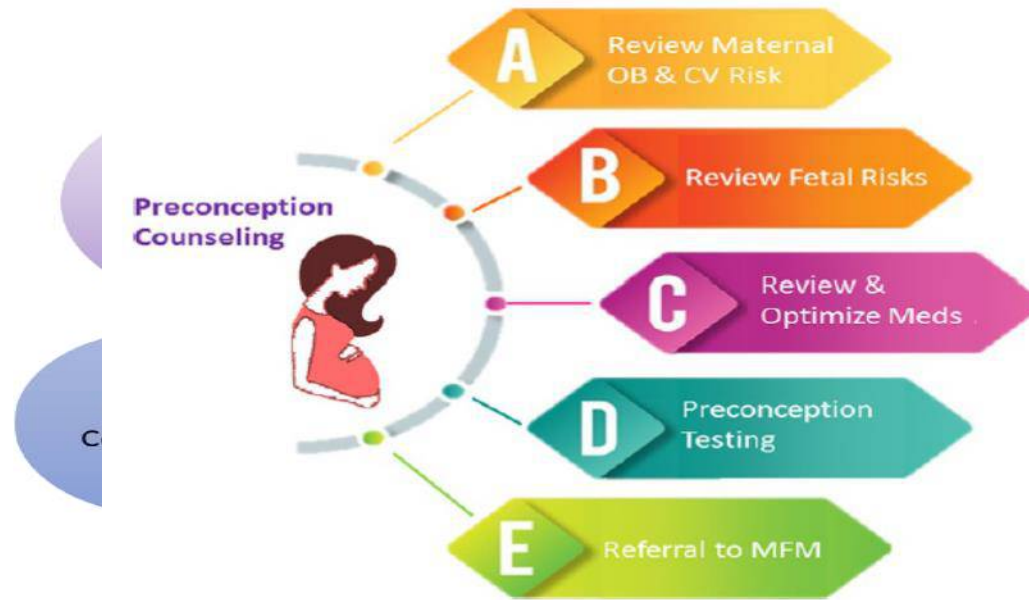 A
Review Maternal
OB & CV Risk
Preconception
Counseling
B
Review Fetal Risks
C
Review &
Optimize Meds
D
Preconception
Testing
E
Referral to MFM